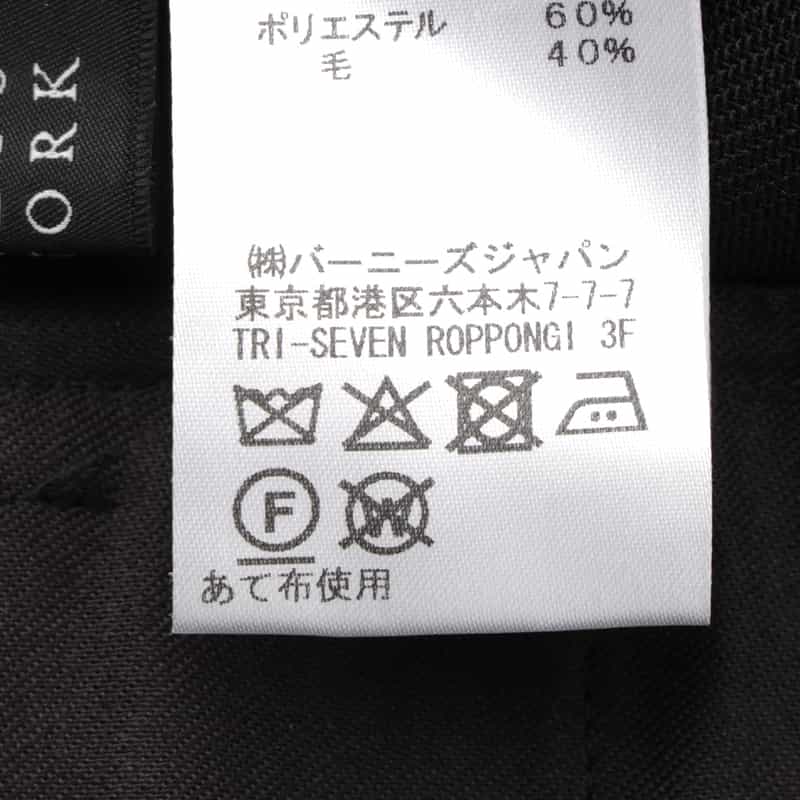 ORK
ポリエステル 60%
毛 40%
㈱バーニーズジャパン
東京都港区六本木7-7-7
TRI-SEVEN ROPPONGI 3F
F
W
あて布使用